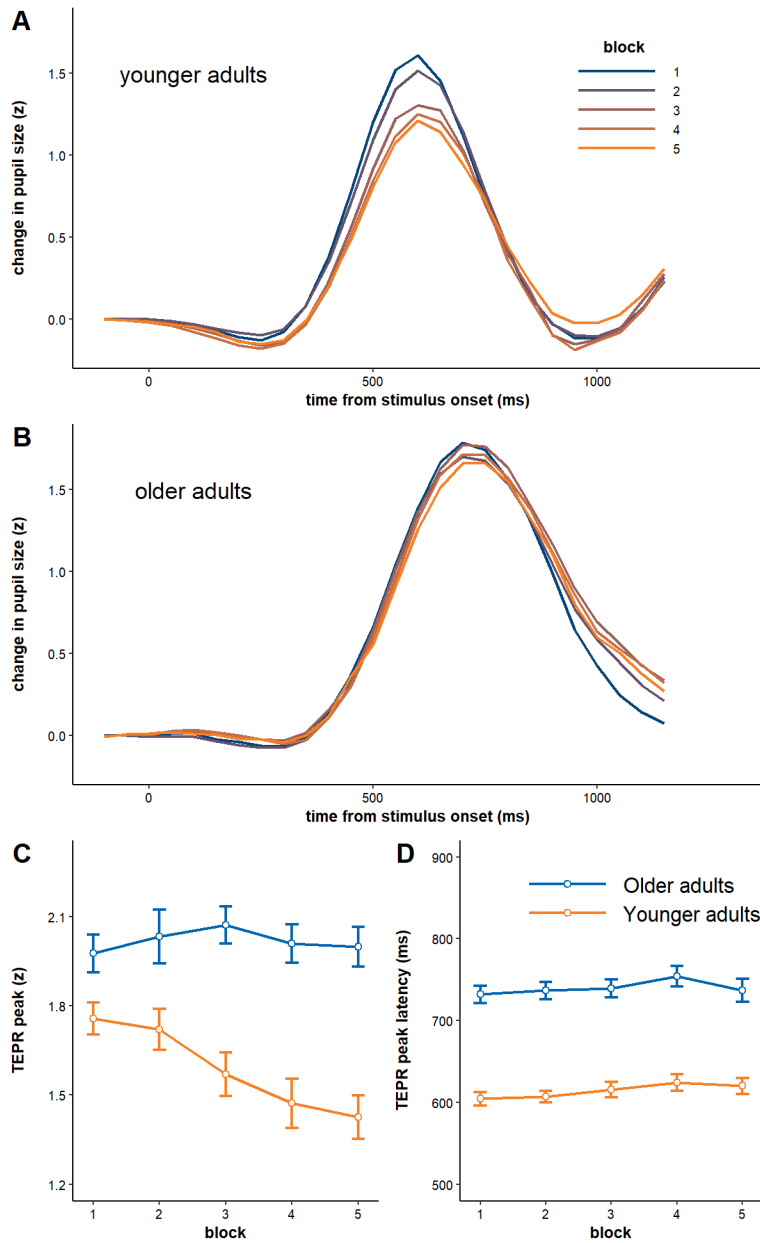 A
younger adults
block
1
2
3
4
5
change in pupil size (z)
1.5
1.0
0.5
0.0
0 500 1000
time from stimulus onset (ms)
B
older adults
change in pupil size (z)
1.5
1.0
0.5
0.0
0 500 1000
time from stimulus onset (ms)
C
TEPR peak (z)
2.1
1.8
1.5
1.2
1 2 3 4 5
block
D
Older adults
Younger adults
TEPR peak latency (ms)
900
800
700
600
500
1 2 3 4 5
block